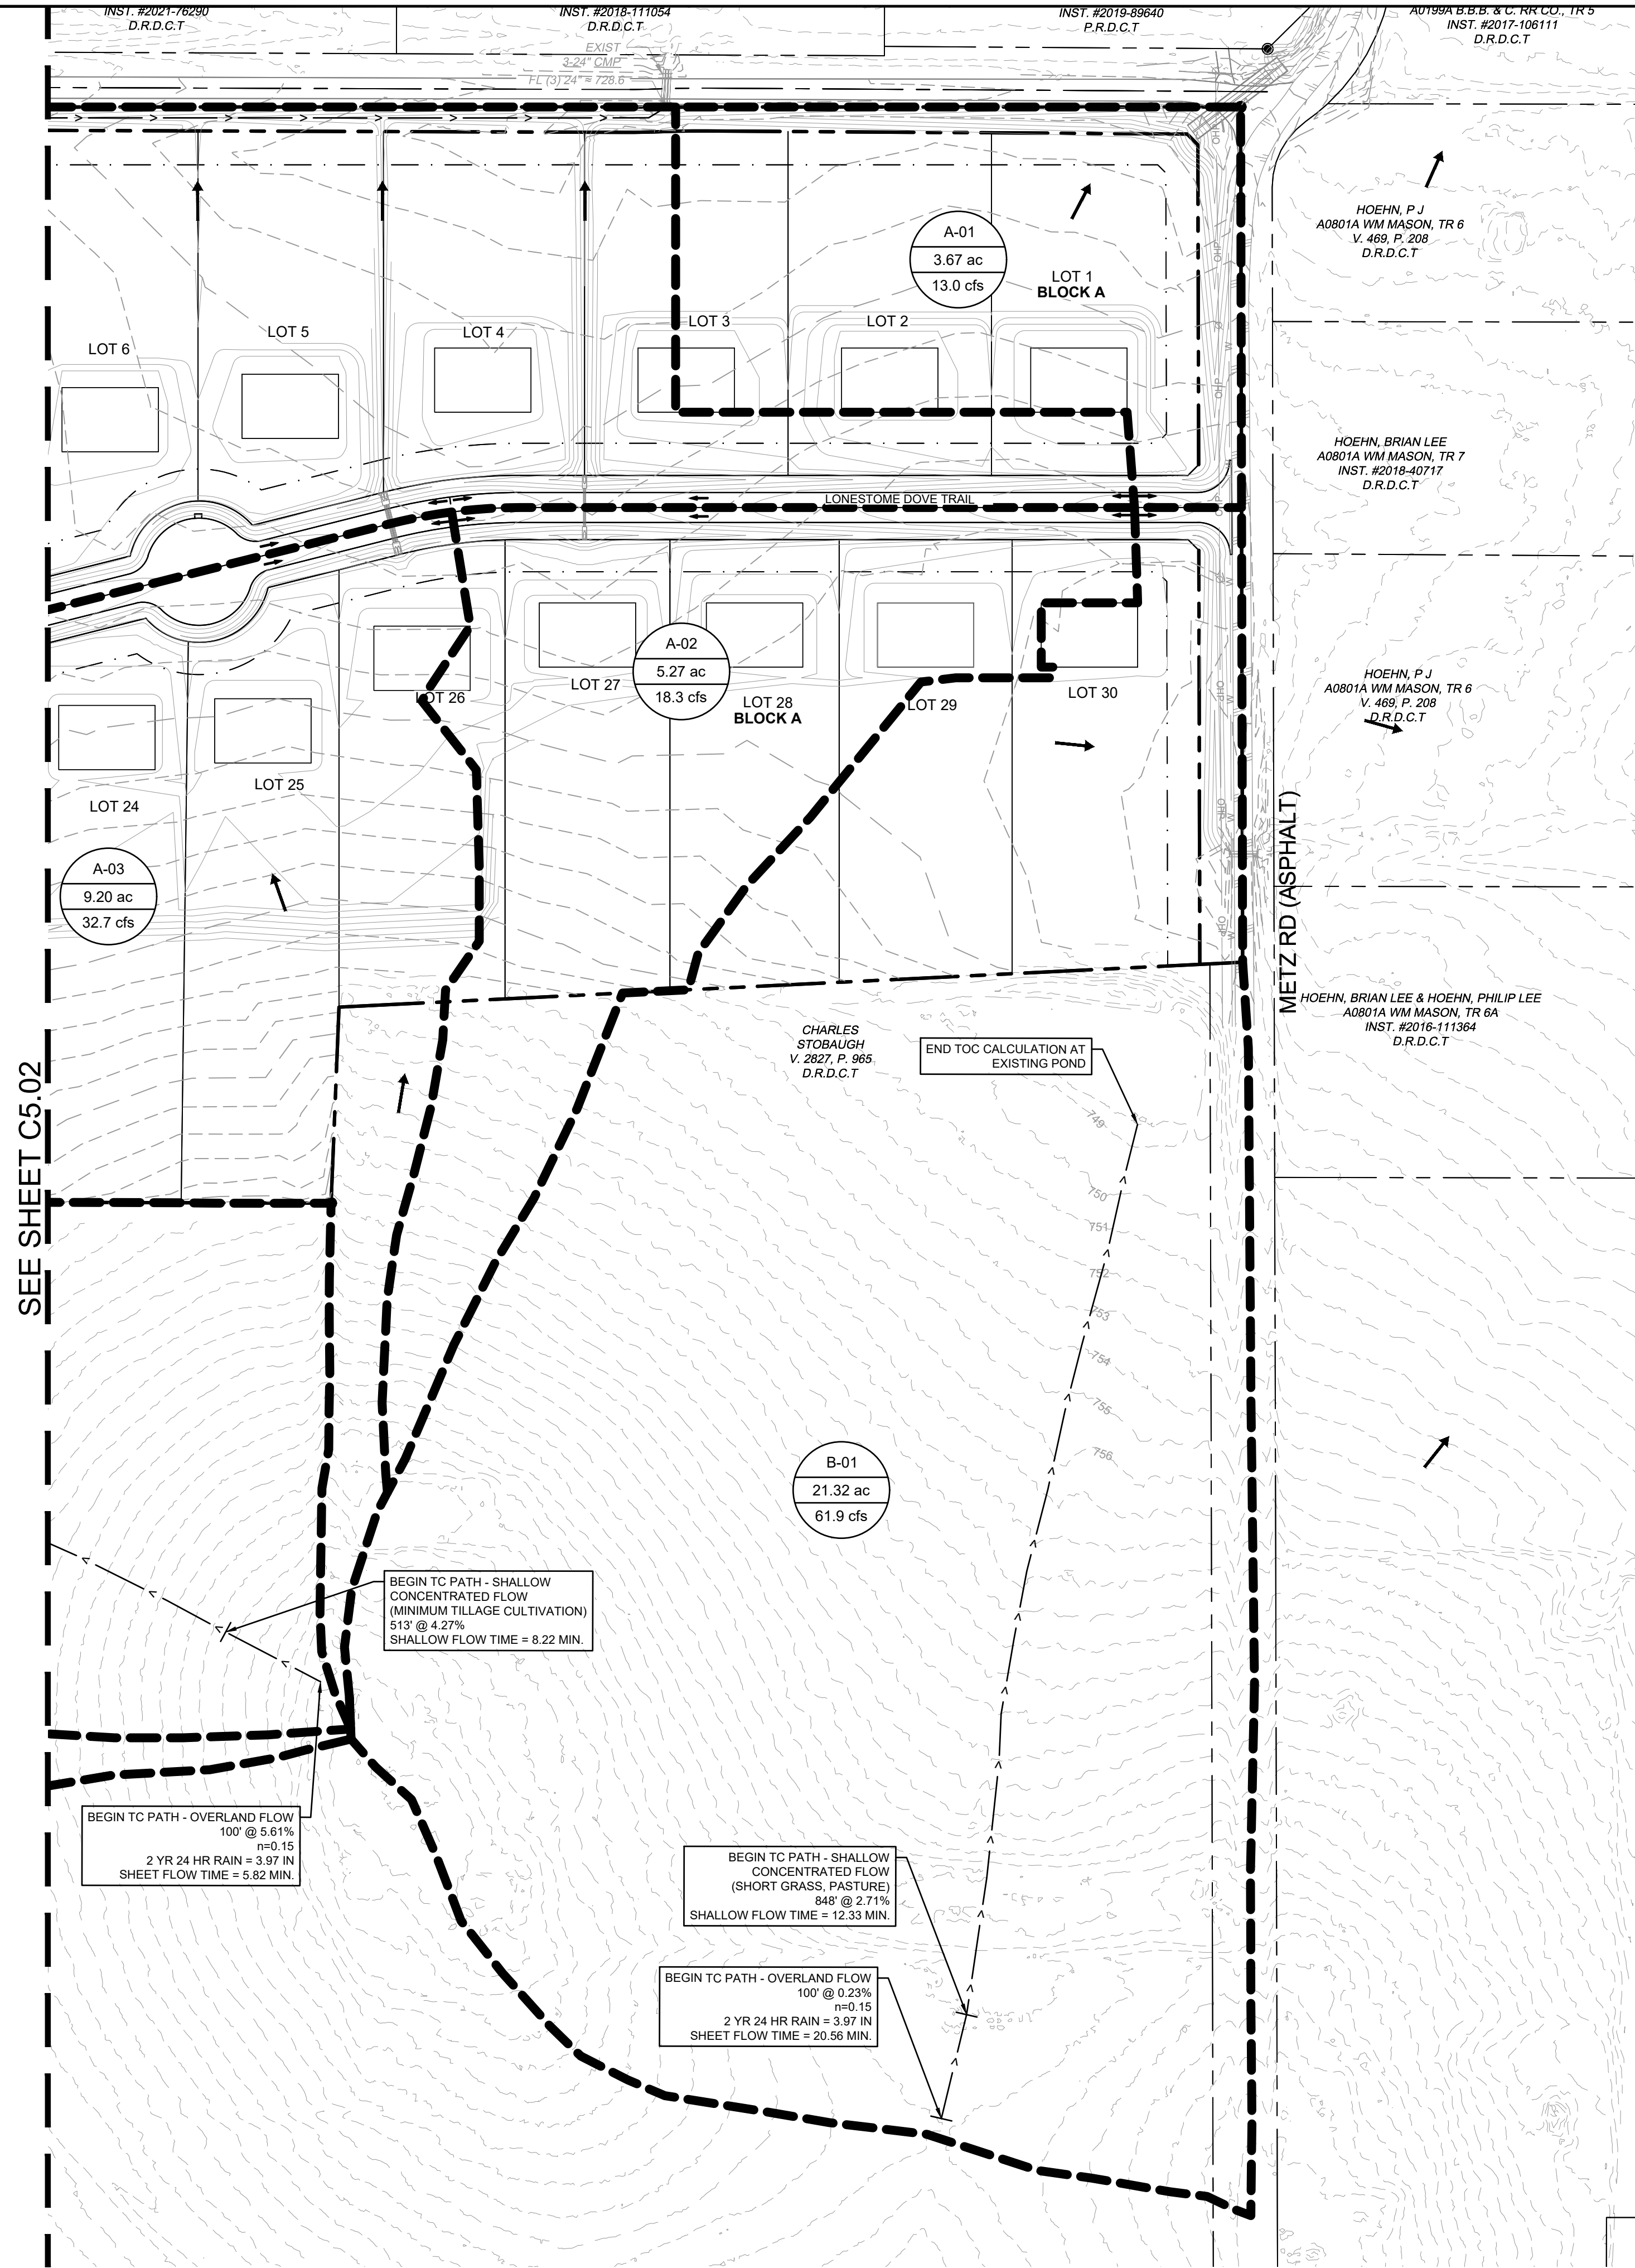 INST. #2021-76290
D.R.D.C.T
INST. #2018-111054
D.R.D.C.T
INST. #2019-89640
P.R.D.C.T
A0199A B.B.B. & C. RR CO., TR 5
INST. #2017-106111
D.R.D.C.T
EXIST
3-24" CMP
FL (3) 24" = 728.6
HOEHN, P J
A0801A WM MASON, TR 6
V. 469, P. 208
D.R.D.C.T
A-01
3.67 ac
13.0 cfs
LOT 1
BLOCK A
LOT 2
LOT 3
LOT 4
LOT 5
LOT 6
OHP
OHP
W
OHP
HOEHN, BRIAN LEE
A0801A WM MASON, TR 7
INST. #2018-40717
D.R.D.C.T
LONESTOME DOVE TRAIL
A-02
5.27 ac
18.3 cfs
LOT 24
LOT 25
LOT 26
LOT 27
LOT 28
BLOCK A
LOT 29
LOT 30
OHP
W
OHP
W
OHP
W
HOEHN, P J
A0801A WM MASON, TR 6
V. 469, P. 208
D.R.D.C.T
A-03
9.20 ac
32.7 cfs
METZ RD (ASPHALT)
HOEHN, BRIAN LEE & HOEHN, PHILIP LEE
A0801A WM MASON, TR 6A
INST. #2016-111364
D.R.D.C.T
CHARLES
STOBAUGH
V. 2827, P. 965
D.R.D.C.T
END TOC CALCULATION AT
EXISTING POND
SEE SHEET C5.02
749
750
751
752
753
754
755
756
B-01
21.32 ac
61.9 cfs
BEGIN TC PATH - SHALLOW
CONCENTRATED FLOW
(MINIMUM TILLAGE CULTIVATION)
513' @ 4.27%
SHALLOW FLOW TIME = 8.22 MIN.
BEGIN TC PATH - OVERLAND FLOW
100' @ 5.61%
n=0.15
2 YR 24 HR RAIN = 3.97 IN
SHEET FLOW TIME = 5.82 MIN.
BEGIN TC PATH - SHALLOW
CONCENTRATED FLOW
(SHORT GRASS, PASTURE)
848' @ 2.71%
SHALLOW FLOW TIME = 12.33 MIN.
BEGIN TC PATH - OVERLAND FLOW
100' @ 0.23%
n=0.15
2 YR 24 HR RAIN = 3.97 IN
SHEET FLOW TIME = 20.56 MIN.